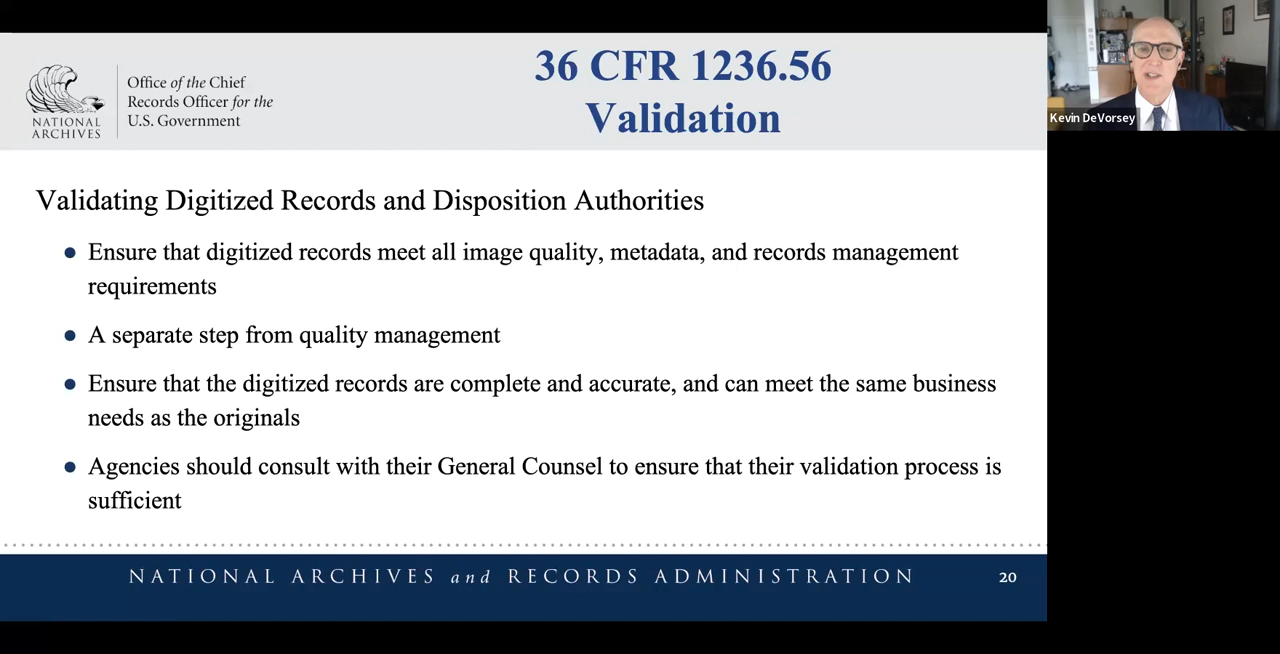 36 CFR 1236.56
Validation
NATIONAL
ARCHIVES
Office of the Chief
Records Officer for the
U.S. Government
Kevin DeVorsey
Validating Digitized Records and Disposition Authorities
● Ensure that digitized records meet all image quality, metadata, and records management
requirements
● A separate step from quality management
● Ensure that the digitized records are complete and accurate, and can meet the same business
needs as the originals
● Agencies should consult with their General Counsel to ensure that their validation process is
sufficient
NATIONAL ARCHIVES and RECORDS ADMINISTRATION
20